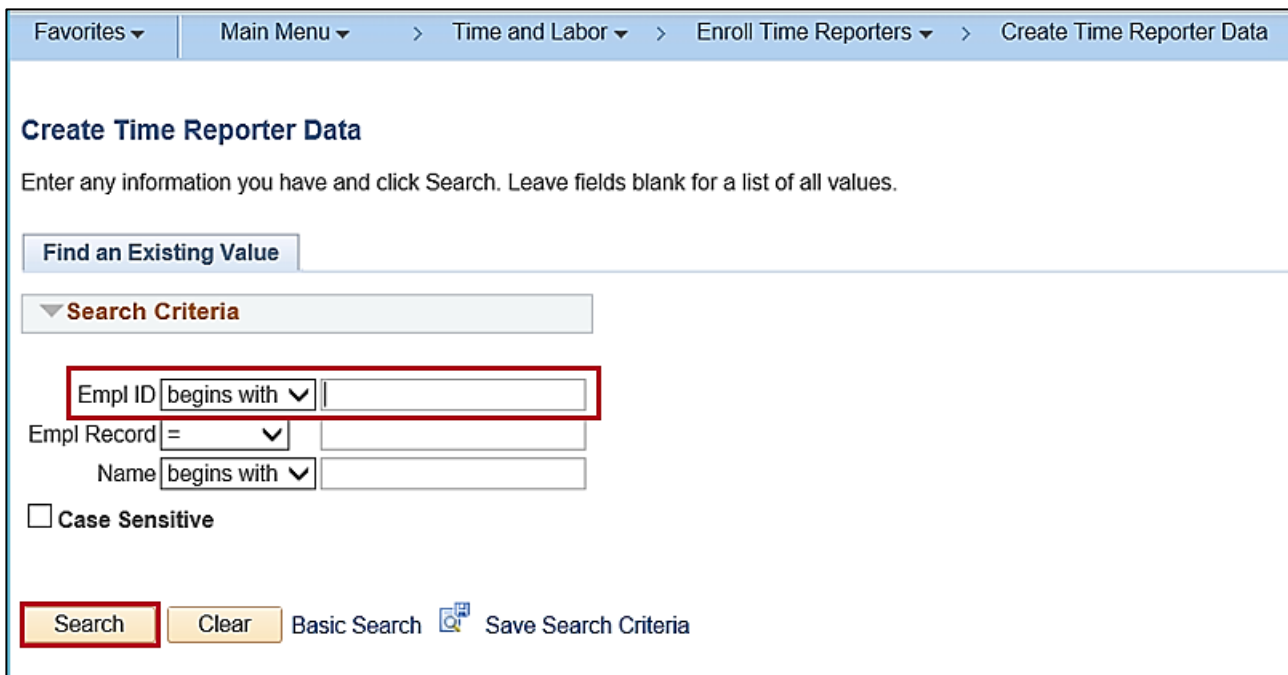 Favorites Main Menu > Time and Labor > Enroll Time Reporters > Create Time Reporter Data
Create Time Reporter Data
Enter any information you have and click Search. Leave fields blank for a list of all values.
Find an Existing Value
Search Criteria
Empl ID begins with
Empl Record =
Name begins with
Case Sensitive
Search Clear Basic Search Save Search Criteria